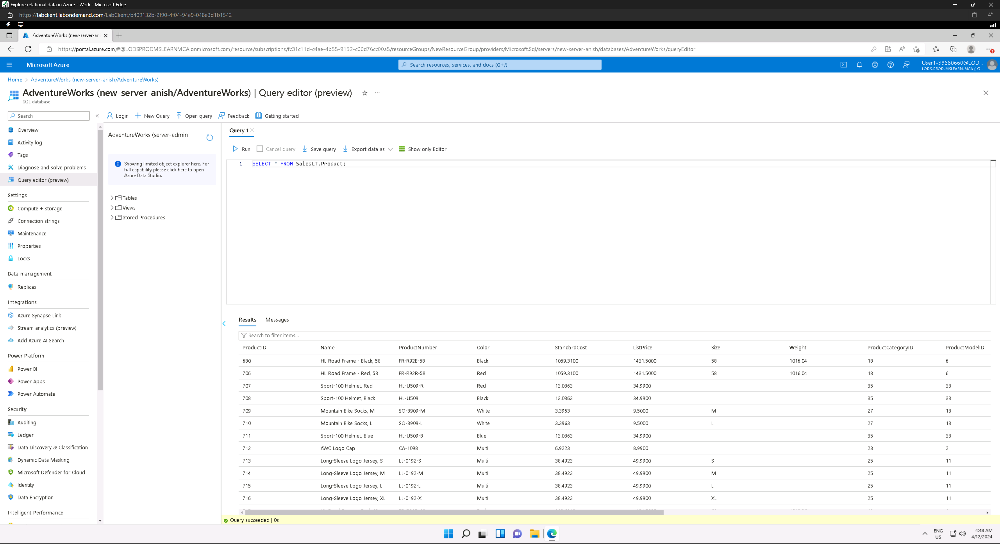 Explore relational data in Azure - Work - Microsoft Edge
https://labclient.labondemand.com/LabClient/b409132b-2f90-4f04-94e9-048e3d1b1542
AdventureWorks (new-server-an
https://portal.azure.com/#@LODSPRODMSLEARNMCA.onmicrosoft.com/resource/subscriptions/fc31c11d-c4ae-4b55-9152-c00d76cc00a5/resourceGroups/NewResourceGroup/providers/Microsoft.Sql/servers/new-server-anish/databases/AdventureWorks/queryEditor
Microsoft Azure
Search resources, services, and docs (G+/)
User1-39660660@LOD...
LODS-PROD-MSLEARN-MCA (LO...
Home > AdventureWorks (new-server-anish/AdventureWorks)
AdventureWorks (new-server-anish/AdventureWorks) | Query editor (preview)
SQL database
Search
Login
New Query
Open query
Feedback
Getting started
Overview
Activity log
Tags
Diagnose and solve problems
Query editor (preview)
Settings
Compute + storage
Connection strings
Maintenance
Properties
Locks
Data management
Replicas
Integrations
Azure Synapse Link
Stream analytics (preview)
Add Azure AI Search
Power Platform
Power BI
Power Apps
Power Automate
Security
Auditing
Ledger
Data Discovery & Classification
Dynamic Data Masking
Microsoft Defender for Cloud
Identity
Data Encryption
Intelligent Performance
AdventureWorks (server-admin
Showing limited object explorer here. For
full capability please click here to open
Azure Data Studio.
Tables
Views
Stored Procedures
Query 1
Run
Cancel query
Save query
Export data as
Show only Editor
1 SELECT * FROM SalesLT.Product;
Results Messages
Search to filter items...
ProductID Name ProductNumber Color StandardCost ListPrice Size Weight ProductCategoryID ProductModelID
680 HL Road Frame - Black, 58 FR-R92B-58 Black 1059.3100 1431.5000 58 1016.04 18 6
706 HL Road Frame - Red, 58 FR-R92R-58 Red 1059.3100 1431.5000 58 1016.04 18 6
707 Sport-100 Helmet, Red HL-U509-R Red 13.0863 34.9900 35 33
708 Sport-100 Helmet, Black HL-U509 Black 13.0863 34.9900 35 33
709 Mountain Bike Socks, M SO-B909-M White 3.3963 9.5000 M 27 18
710 Mountain Bike Socks, L SO-B909-L White 3.3963 9.5000 L 27 18
711 Sport-100 Helmet, Blue HL-U509-B Blue 13.0863 34.9900 35 33
712 AWC Logo Cap CA-1098 Multi 6.9223 8.9900 23 2
713 Long-Sleeve Logo Jersey, S LJ-0192-S Multi 38.4923 49.9900 S 25 11
714 Long-Sleeve Logo Jersey, M LJ-0192-M Multi 38.4923 49.9900 M 25 11
715 Long-Sleeve Logo Jersey, L LJ-0192-L Multi 38.4923 49.9900 L 25 11
716 Long-Sleeve Logo Jersey, XL LJ-0192-X Multi 38.4923 49.9900 XL 25 11
Query succeeded | 0s
ENG
US
4:48 AM
4/12/2024